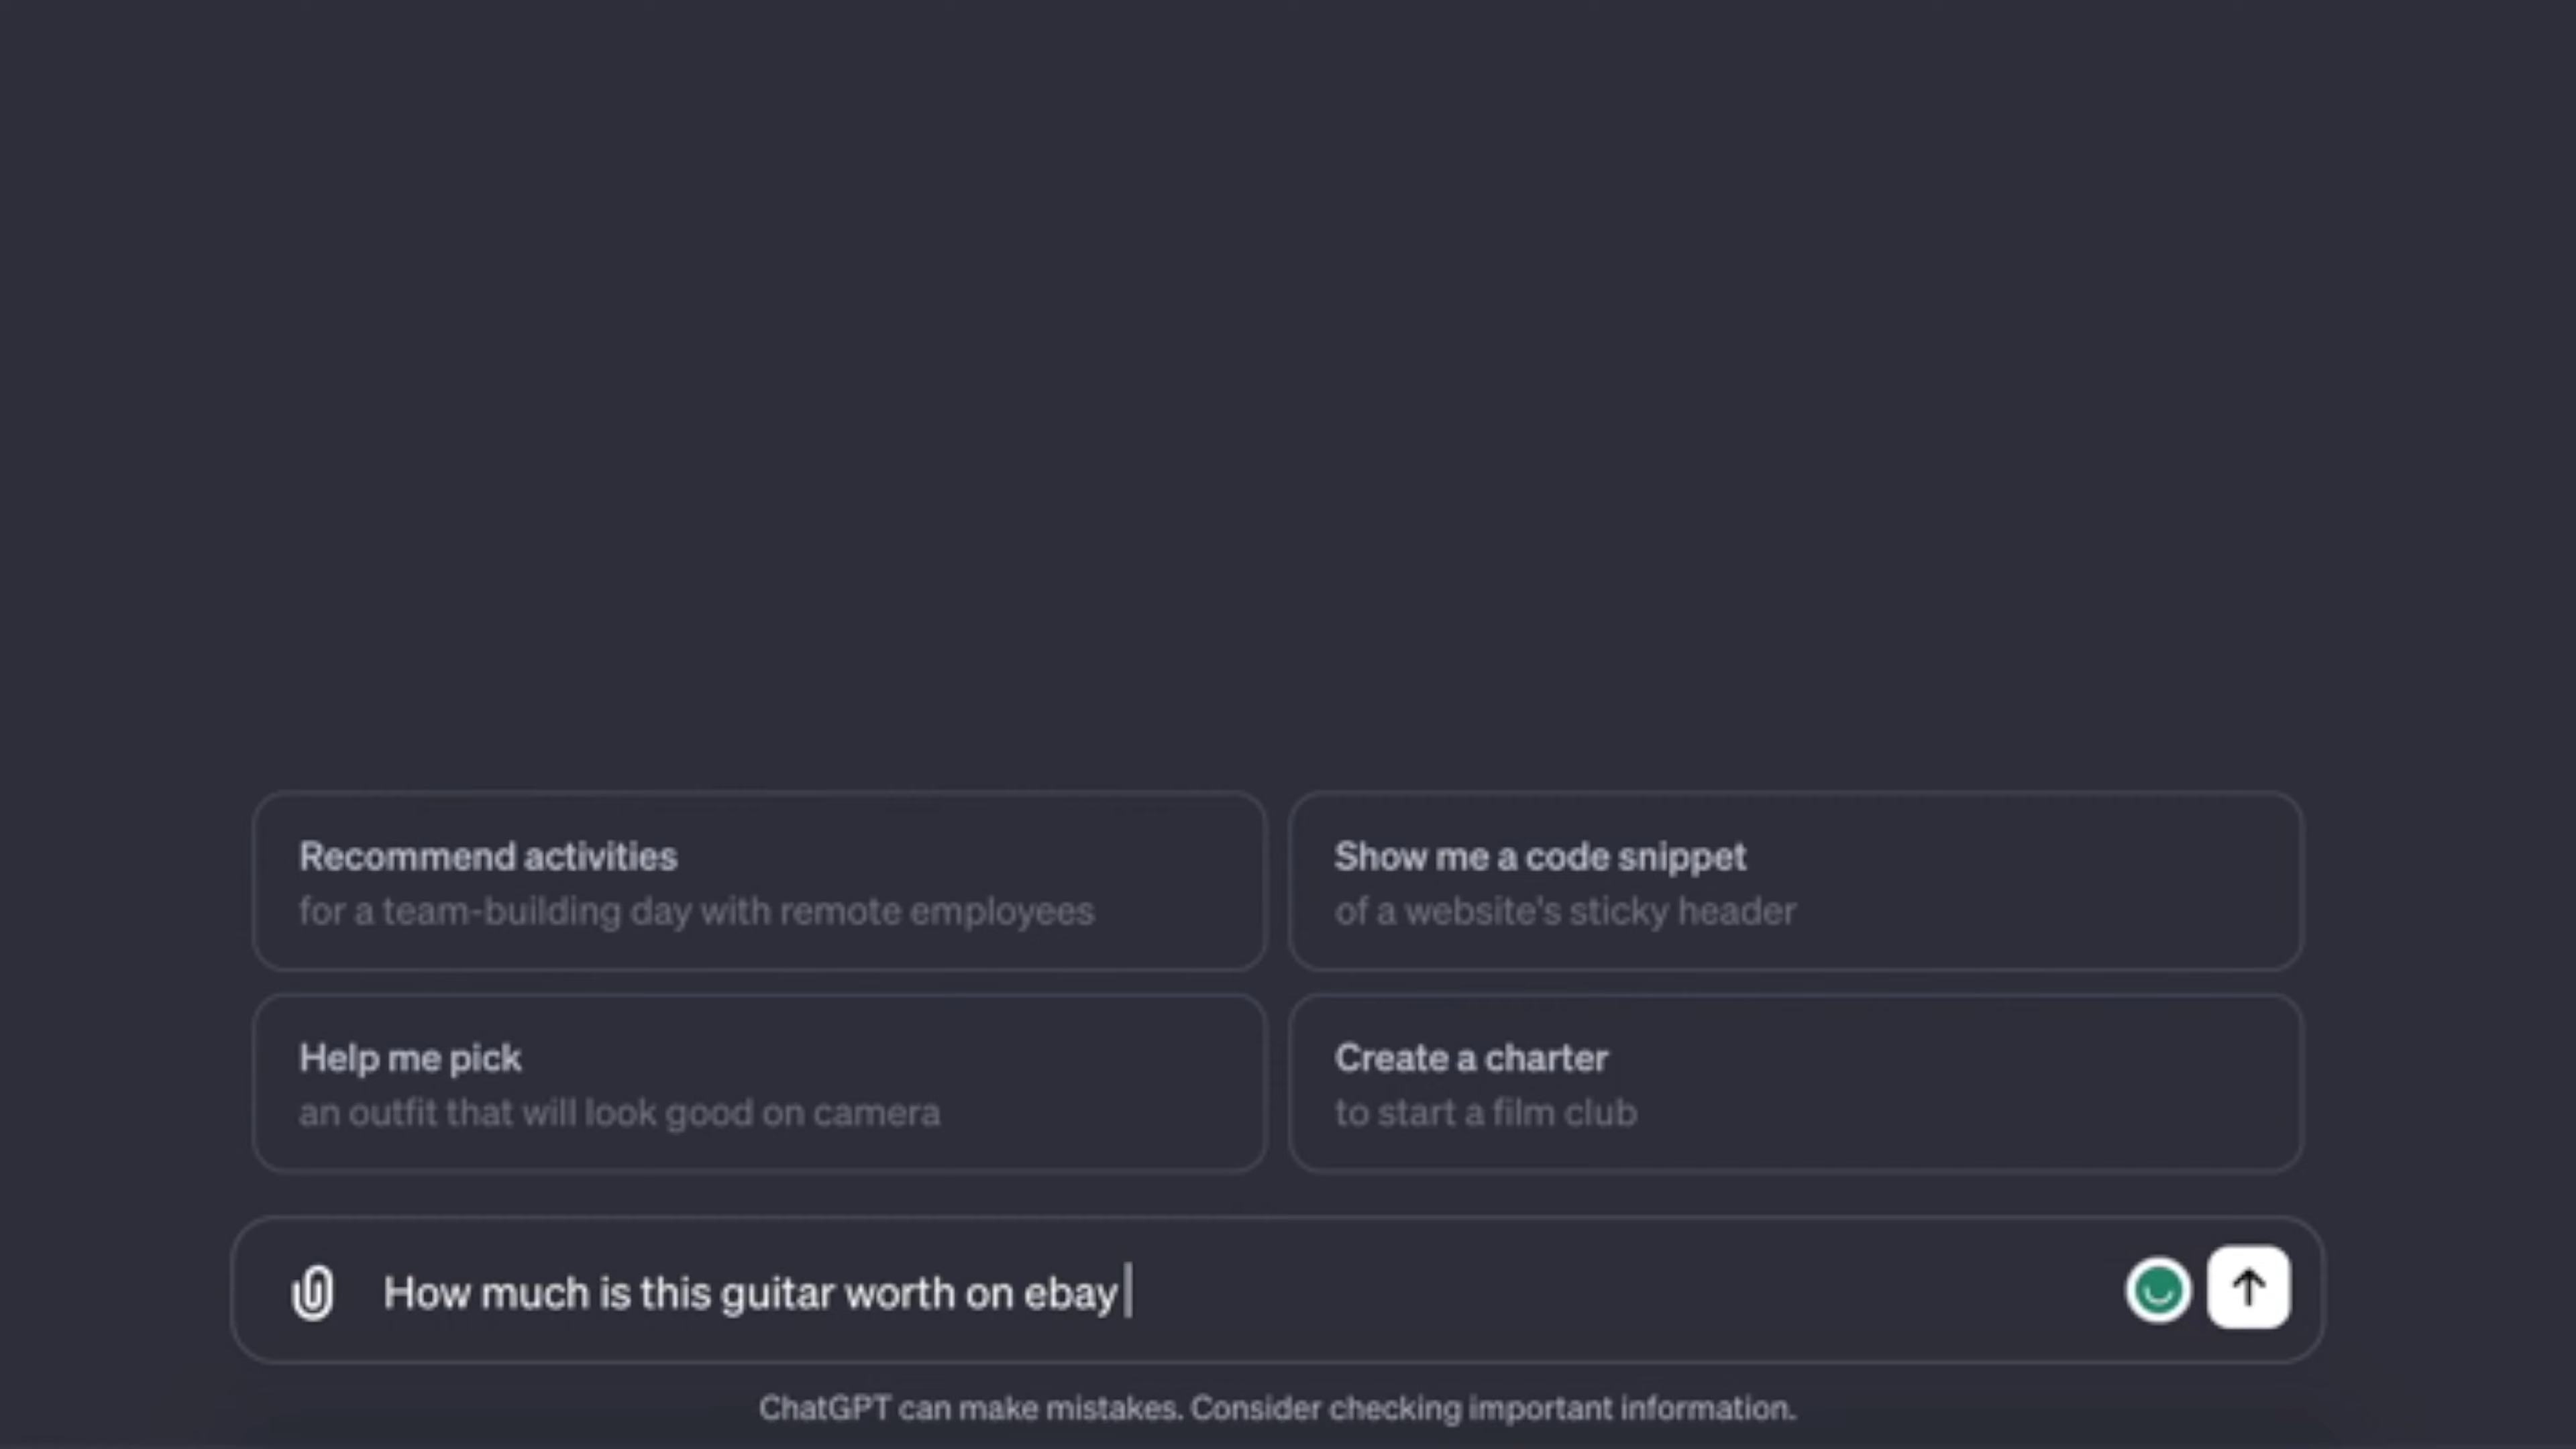 Recommend activities
for a team-building day with remote employees
Show me a code snippet
of a website's sticky header
Help me pick
an outfit that will look good on camera
Create a charter
to start a film club
How much is this guitar worth on ebay
ChatGPT can make mistakes. Consider checking important information.